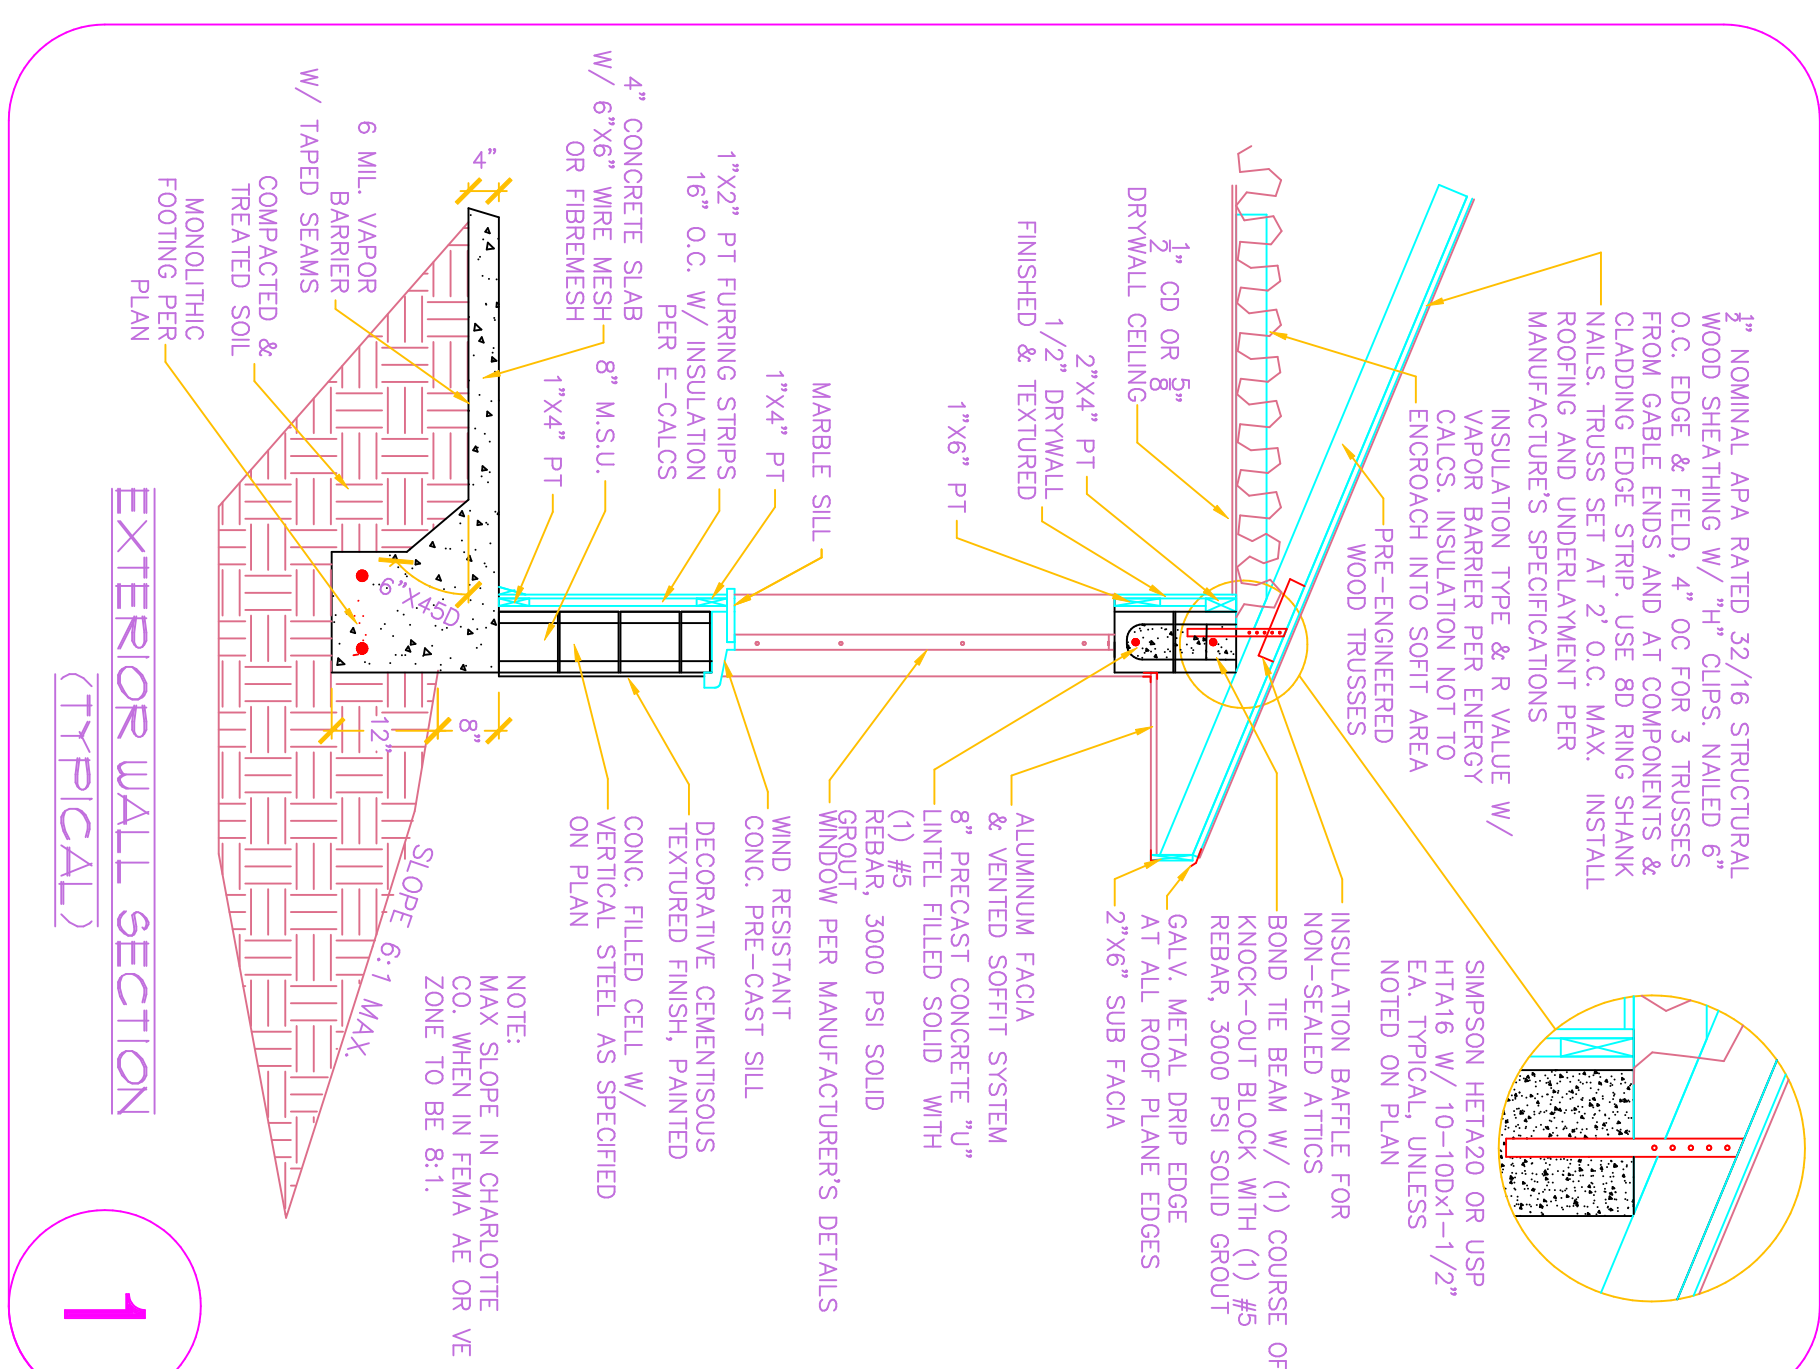 ½" NOMINAL APA RATED 32/16 STRUCTURAL
WOOD SHEATHING W/ "H" CLIPS. NAILED 6"
O.C. EDGE & FIELD, 4" OC FOR 3 TRUSSES
FROM GABLE ENDS AND AT COMPONENTS &
CLADDING EDGE STRIP. USE 8D RING SHANK
NAILS. TRUSS SET AT 2' O.C. MAX. INSTALL
ROOFING AND UNDERLAYMENT PER
MANUFACTURE'S SPECIFICATIONS
INSULATION TYPE & R VALUE W/
VAPOR BARRIER PER ENERGY
CALCS. INSULATION NOT TO
ENCROACH INTO SOFIT AREA
PRE-ENGINEERED
WOOD TRUSSES
½" CD OR ⅝"
DRYWALL CEILING
2"X4" PT
1/2" DRYWALL
FINISHED & TEXTURED
1"X6" PT
MARBLE SILL
1"X4" PT
1"X2" PT FURRING STRIPS
16" O.C. W/ INSULATION
PER E-CALCS
8" M.S.U.
1"X4" PT
4" CONCRETE SLAB
W/ 6"X6" WIRE MESH
OR FIBREMESH
4"
6 MIL. VAPOR
BARRIER
W/ TAPED SEAMS
COMPACTED &
TREATED SOIL
MONOLITHIC
FOOTING PER
PLAN
6"X45D
8"
12"
SLOPE 6:1 MAX.
SIMPSON HETA20 OR USP
HTA16 W/ 10-10Dx1-1/2"
EA. TYPICAL, UNLESS
NOTED ON PLAN
INSULATION BAFFLE FOR
NON-SEALED ATTICS
BOND TIE BEAM W/ (1) COURSE OF
KNOCK-OUT BLOCK WITH (1) #5
REBAR, 3000 PSI SOLID GROUT
GALV. METAL DRIP EDGE
AT ALL ROOF PLANE EDGES
2"X6" SUB FACIA
ALUMINUM FACIA
& VENTED SOFFIT SYSTEM
8" PRECAST CONCRETE "U"
LINTEL FILLED SOLID WITH
(1) #5
REBAR, 3000 PSI SOLID
GROUT
WINDOW PER MANUFACTURER'S DETAILS
WIND RESISTANT
CONC. PRE-CAST SILL
DECORATIVE CEMENTISOUS
TEXTURED FINISH, PAINTED
CONC. FILLED CELL W/
VERTICAL STEEL AS SPECIFIED
ON PLAN
NOTE:
MAX SLOPE IN CHARLOTTE
CO. WHEN IN FEMA AE OR VE
ZONE TO BE 8:1.
EXTERIOR WALL SECTION
(TYPICAL)
1